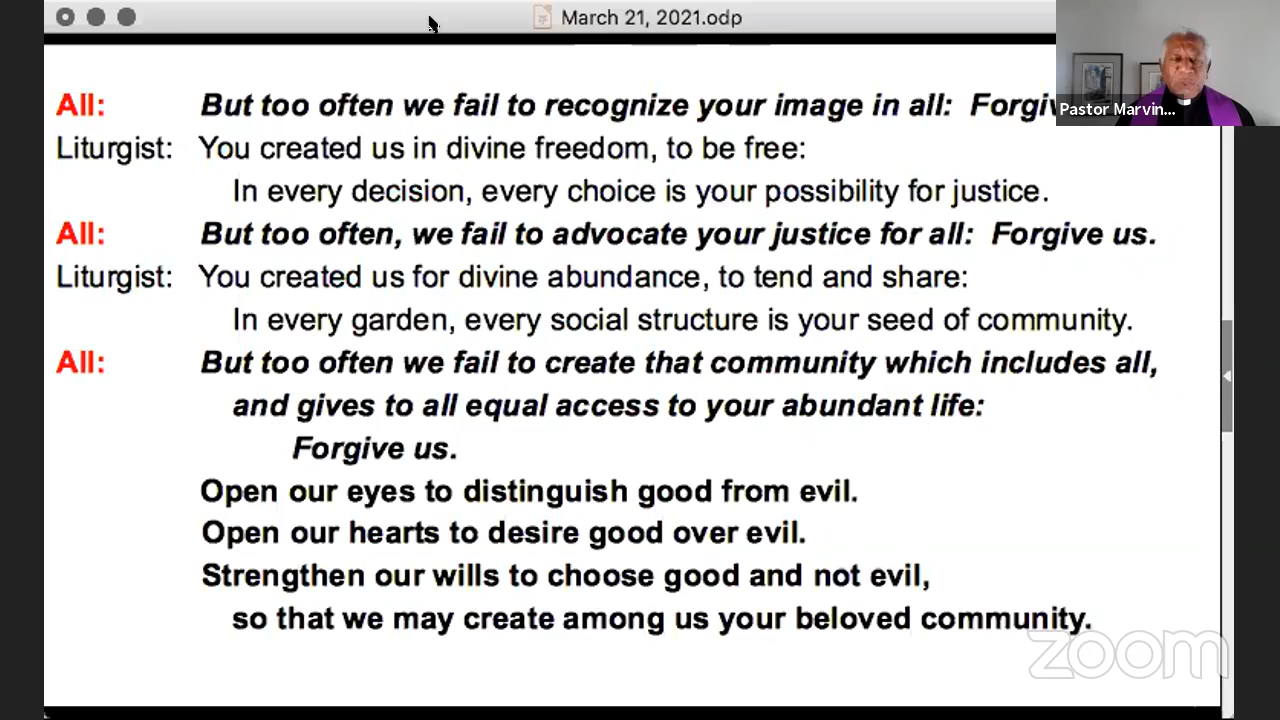 March 21, 2021.odp
All: But too often we fail to recognize your image in all: 
Liturgist: You created us in divine freedom, to be free:
In every decision, every choice is your possibility for justice.
All: But too often, we fail to advocate your justice for all: Forgive us.
Liturgist: You created us for divine abundance, to tend and share:
In every garden, every social structure is your seed of community.
All: But too often we fail to create that community which includes all,
and gives to all equal access to your abundant life:
Forgive us.
Open our eyes to distinguish good from evil.
Open our hearts to desire good over evil.
Strengthen our wills to choose good and not evil,
so that we may create among us your beloved community.
Pastor Marvin...
zoom